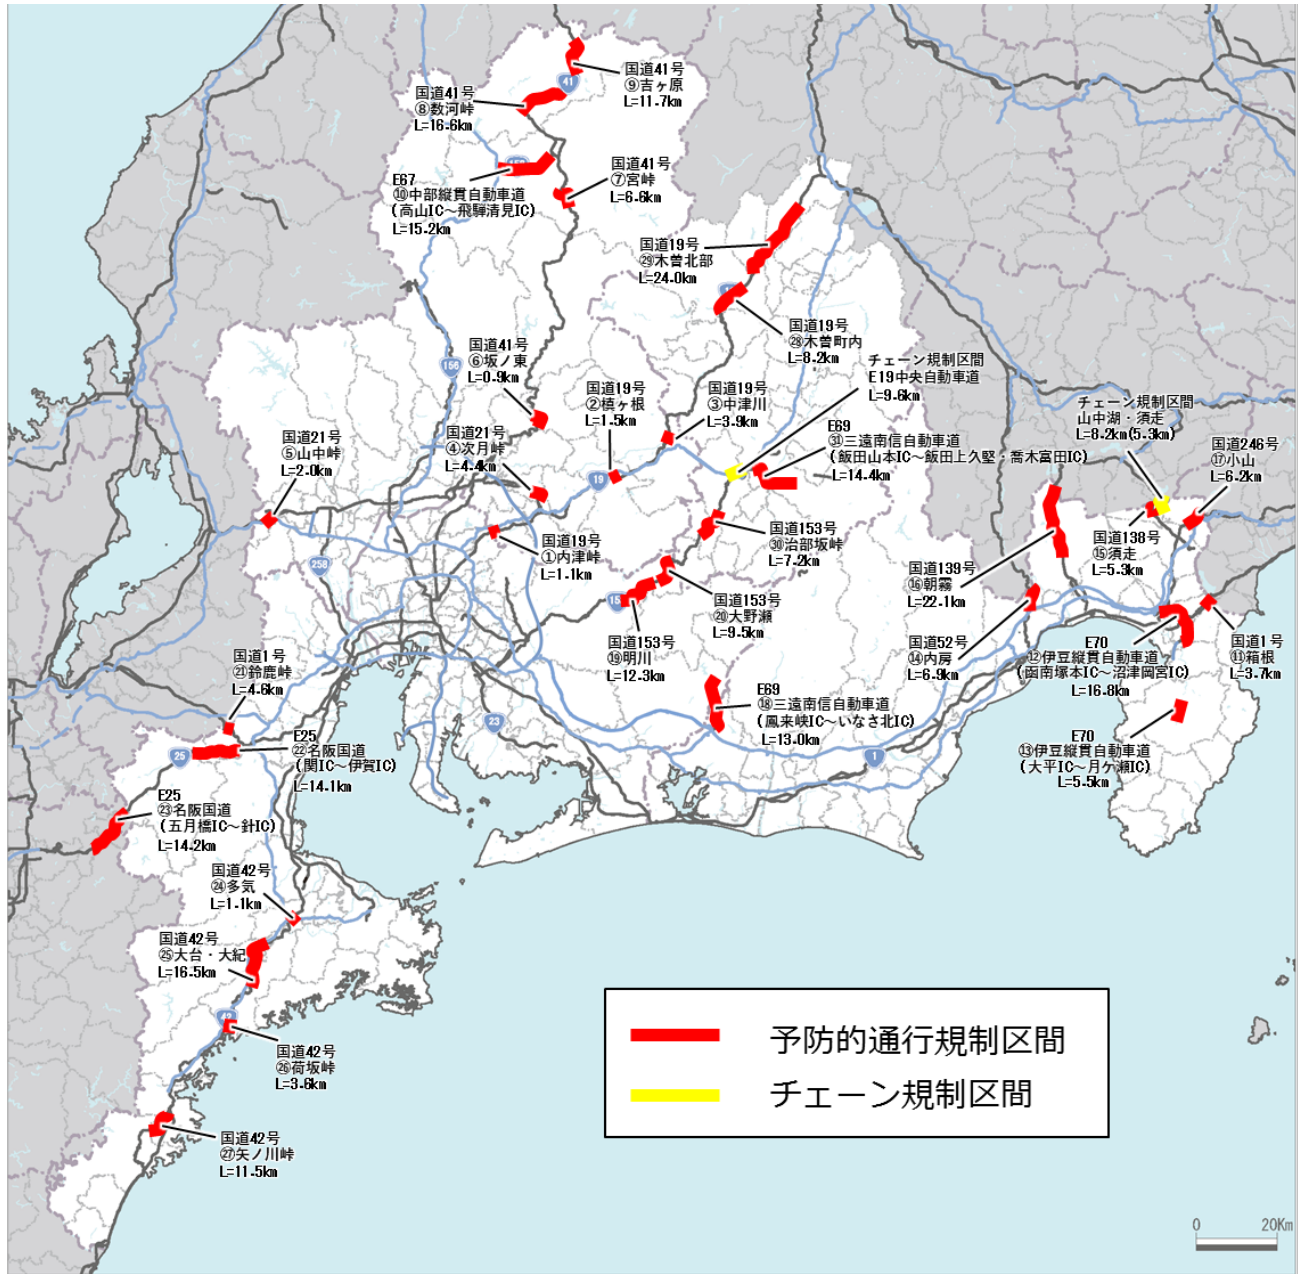 国道41号
⑨吉ヶ原
L=11.7km
41
国道41号
⑧数河峠
L=16.6km
国道41号
⑦宮峠
L=6.6km
E67
⑩中部縦貫自動車道
(高山IC～飛騨清見IC)
L=15.2km
国道19号
㉙木曽北部
L=24.0km
国道19号
㉘木曽町内
L=8.2km
国道41号
⑥坂ノ東
L=0.9km
156
チェーン規制区間
E19中央自動車道
L=9.6km
国道19号
②槙ヶ根
L=1.5km
国道19号
③中津川
L=3.9km
チェーン規制区間
山中湖・須走
L=8.2km(5.3km)
国道21号
⑤山中峠
L=2.0km
国道21号
④次月峠
L=4.4km
E69
㉛三遠南信自動車道
(飯田山本IC～飯田上久堅・喬木富田IC)
L=14.4km
国道246号
⑰小山
L=6.2km
19
国道19号
①内津峠
L=1.1km
国道153号
㉚治部坂峠
L=7.2km
国道138号
⑮須走
L=5.3km
258
国道139号
⑯朝霧
L=22.1km
国道153号
⑳大野瀬
L=9.5km
国道153号
⑲明川
L=12.3km
国道52号
⑭内房
L=6.9km
E70
⑫伊豆縦貫自動車道
(函南塚本IC～沼津岡宮IC)
L=16.8km
国道1号
⑪箱根
L=3.7km
国道1号
㉑鈴鹿峠
L=4.6km
E69
⑱三遠南信自動車道
(鳳来峡IC～いなさ北IC)
L=13.0km
23
1
25
E25
㉒名阪国道
(関IC～伊賀IC)
L=14.1km
E70
⑬伊豆縦貫自動車道
(大平IC～月ケ瀬IC)
L=5.5km
E25
㉓名阪国道
(五月橋IC～針IC)
L=14.2km
国道42号
㉔多気
L=1.1km
国道42号
㉕大台・大紀
L=16.5km
42
国道42号
㉖荷坂峠
L=3.6km
国道42号
㉗矢ノ川峠
L=11.5km
予防的通行規制区間
チェーン規制区間
0 20Km